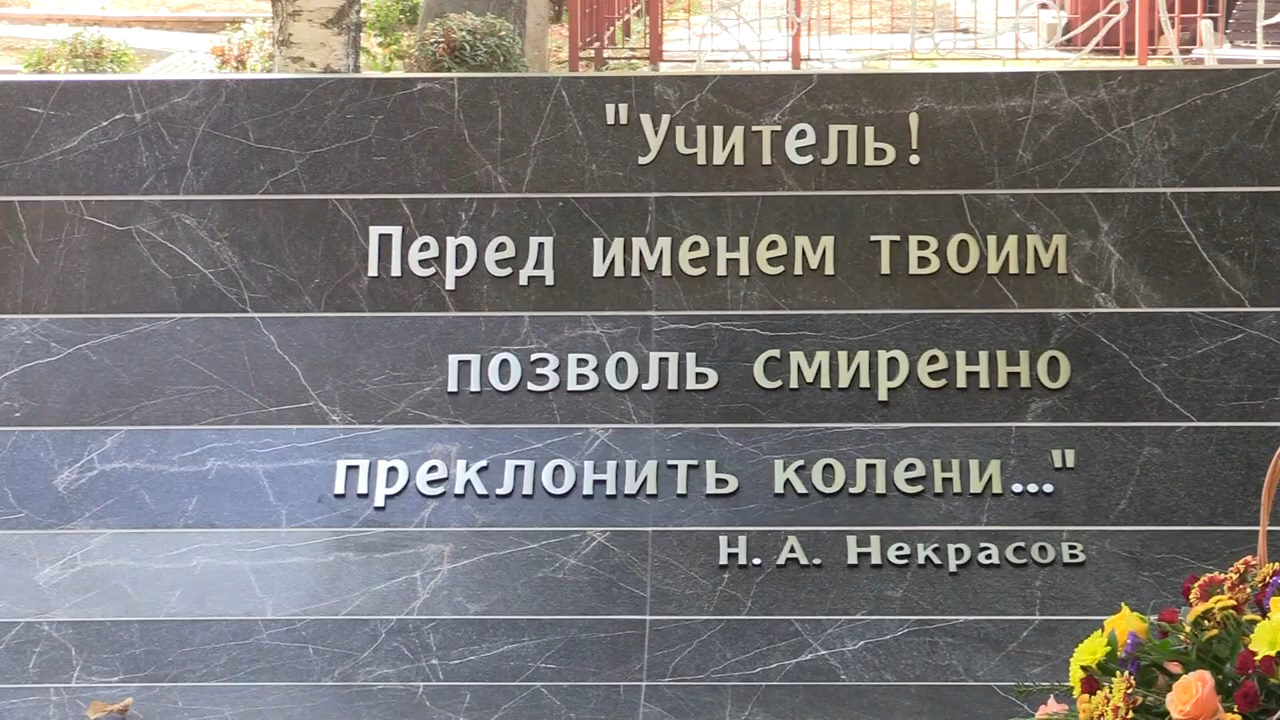 "Учитель!
Перед именем твоим
позволь смиренно
преклонить колени..."
Н. А. Некрасов